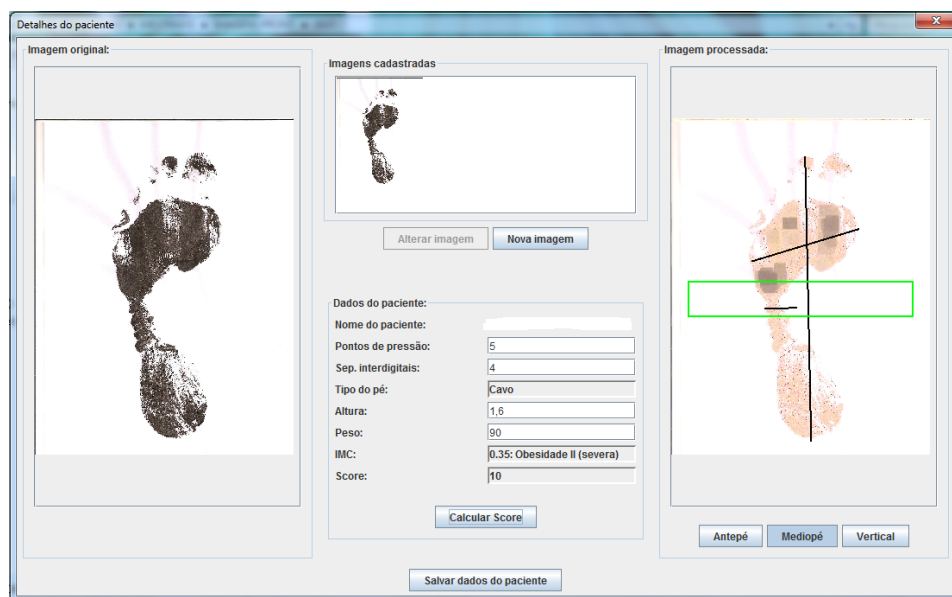 Detalhes do paciente
Imagem original:
Imagens cadastradas
Alterar imagem
Nova imagem
Dados do paciente:
Nome do paciente:
Pontos de pressão: 5
Sep. interdigitais: 4
Tipo do pé: Cavo
Altura: 1,6
Peso: 90
IMC: 0.35: Obesidade II (severa)
Score: 10
Calcular Score
Salvar dados do paciente
Imagem processada:
Antepé
Mediopé
Vertical